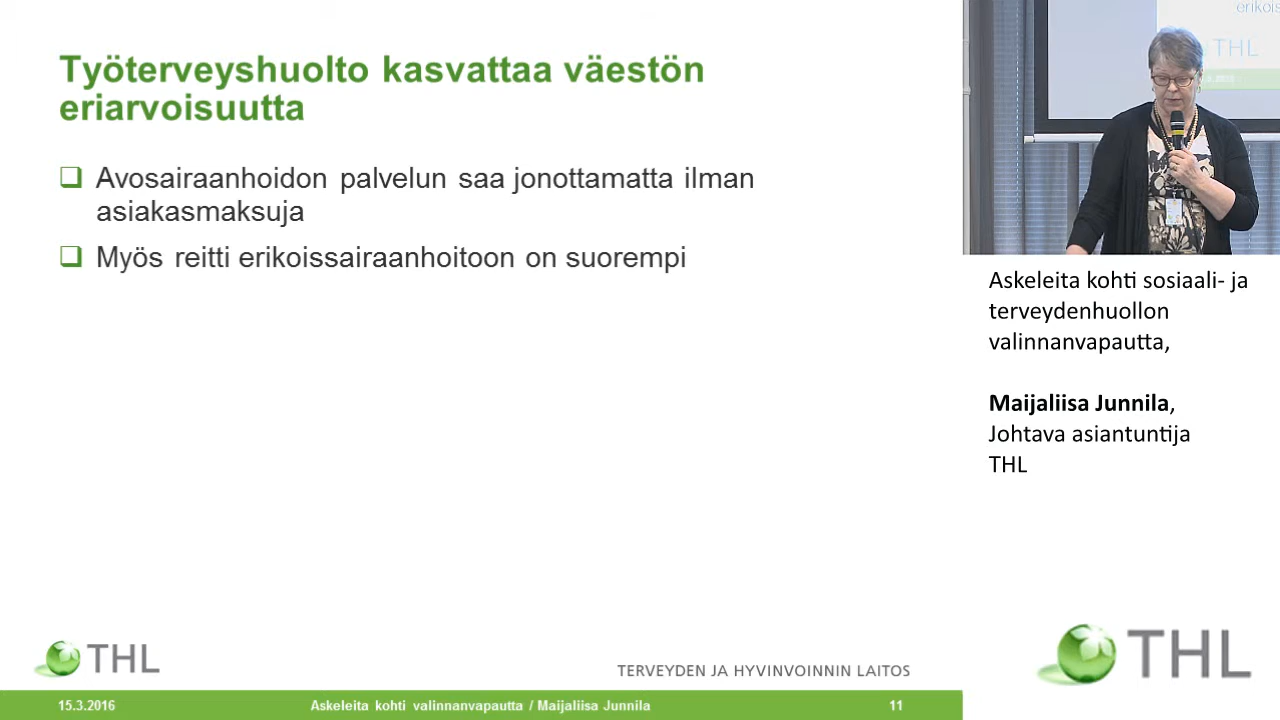 Työterveyshuolto kasvattaa väestön
eriarvoisuutta
Avosairaanhoidon palvelun saa jonottamatta ilman
asiakasmaksuja
Myös reitti erikoissairaanhoitoon on suorempi
THL
TERVEYDEN JA HYVINVOINNIN LAITOS
15.3.2016
Askeleita kohti valinnanvapautta / Maijaliisa Junnila
11
erikois
THL
Askeleita kohti sosiaali- ja
terveydenhuollon
valinnanvapautta,
Maijaliisa Junnila,
Johtava asiantuntija
THL
THL